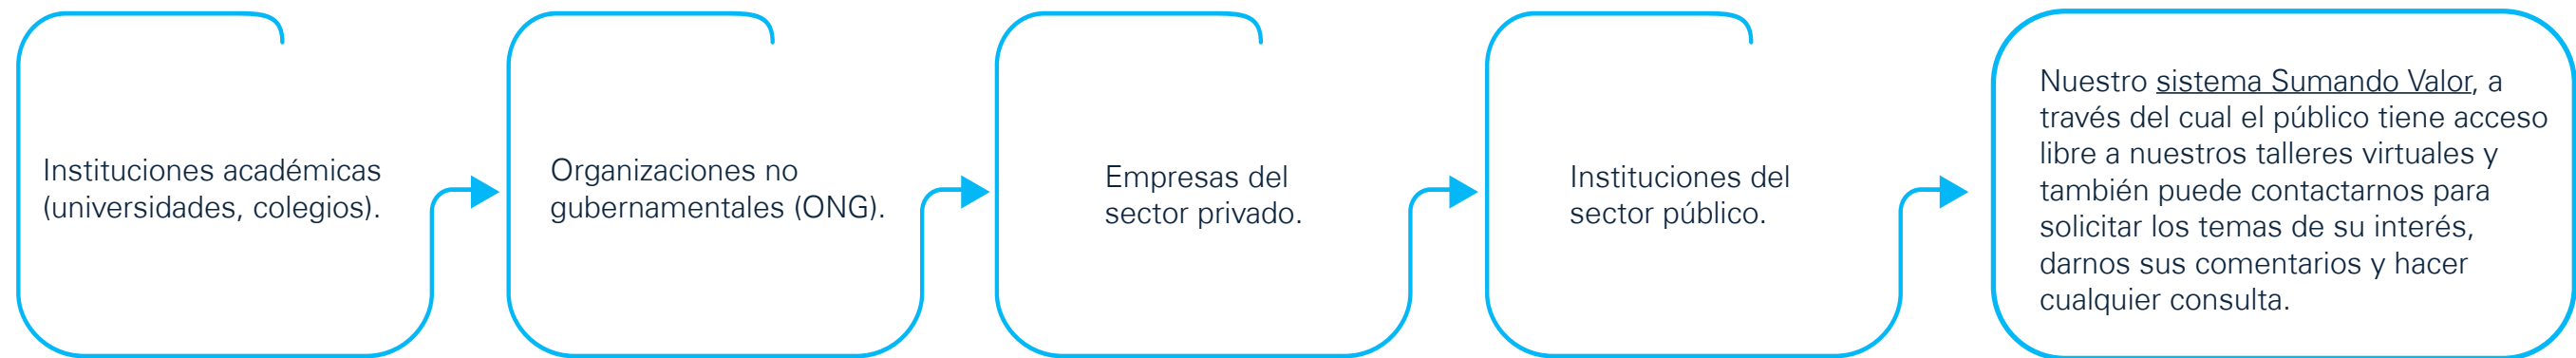 Instituciones académicas
(universidades, colegios).
Organizaciones no
gubernamentales (ONG).
Empresas del
sector privado.
Instituciones del
sector público.
Nuestro sistema Sumando Valor, a
través del cual el público tiene acceso
libre a nuestros talleres virtuales y
también puede contactarnos para
solicitar los temas de su interés,
darnos sus comentarios y hacer
cualquier consulta.